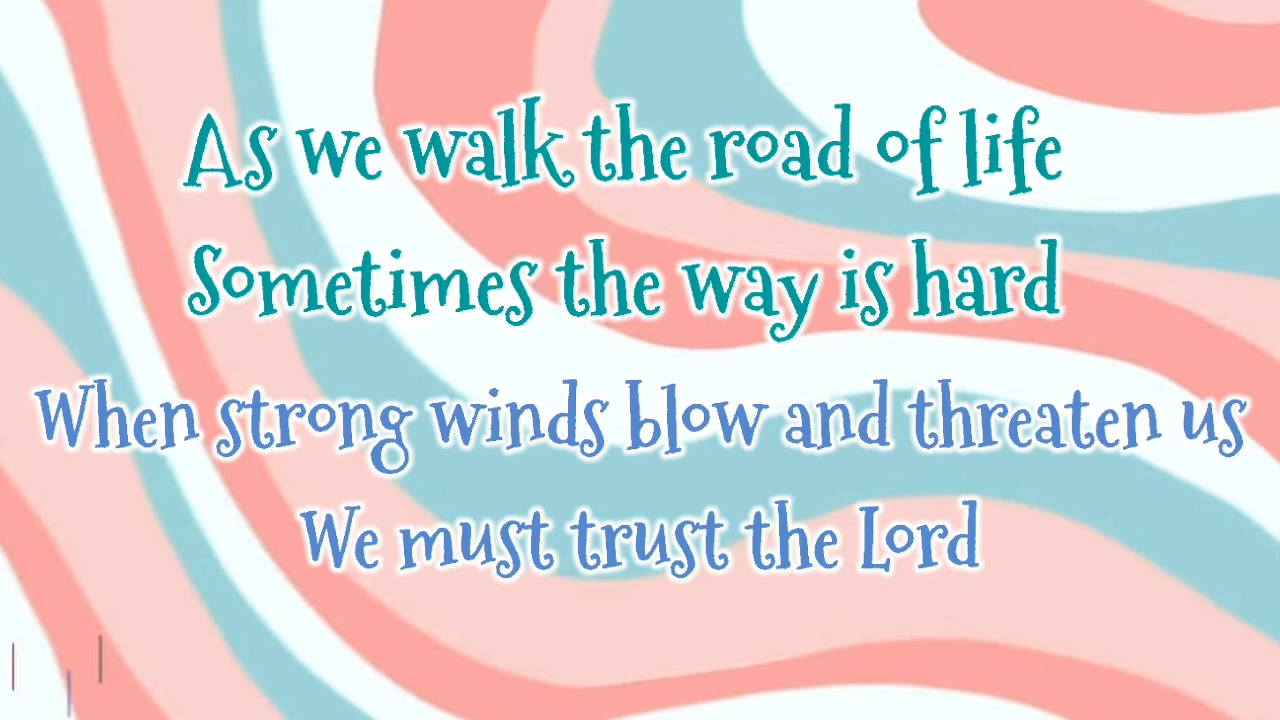 As we walk the road of life
Sometimes the way is hard
When strong winds blow and threaten us
We must trust the Lord